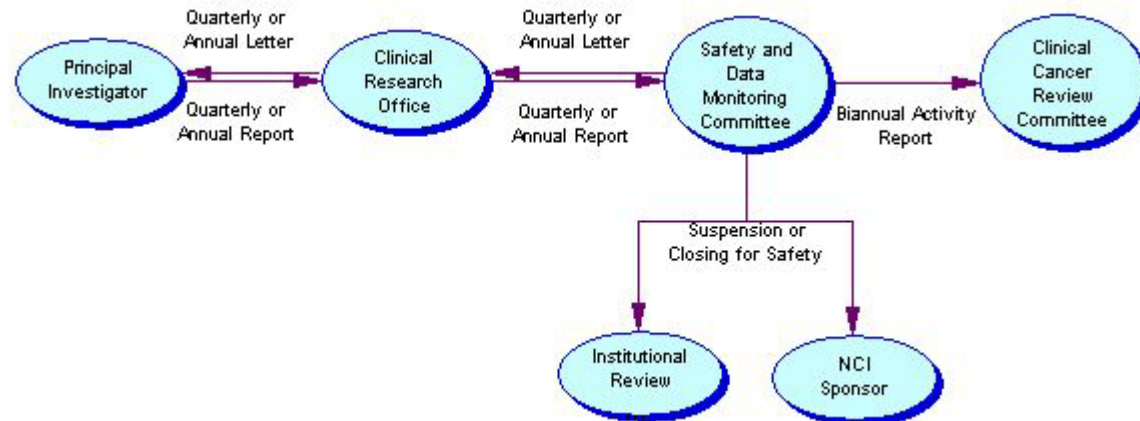 Quarterly or
Annual Letter
Quarterly or
Annual Letter
Principal
Investigator
Clinical
Research
Office
Safety and
Data
Monitoring
Committee
Clinical
Cancer
Review
Committee
Quarterly or
Annual Report
Quarterly or
Annual Report
Biannual Activity
Report
Suspension or
Closing for Safety
Institutional
Review
NCI
Sponsor